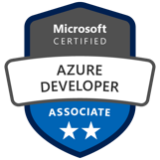 Microsoft
CERTIFIED
AZURE
DEVELOPER
ASSOCIATE